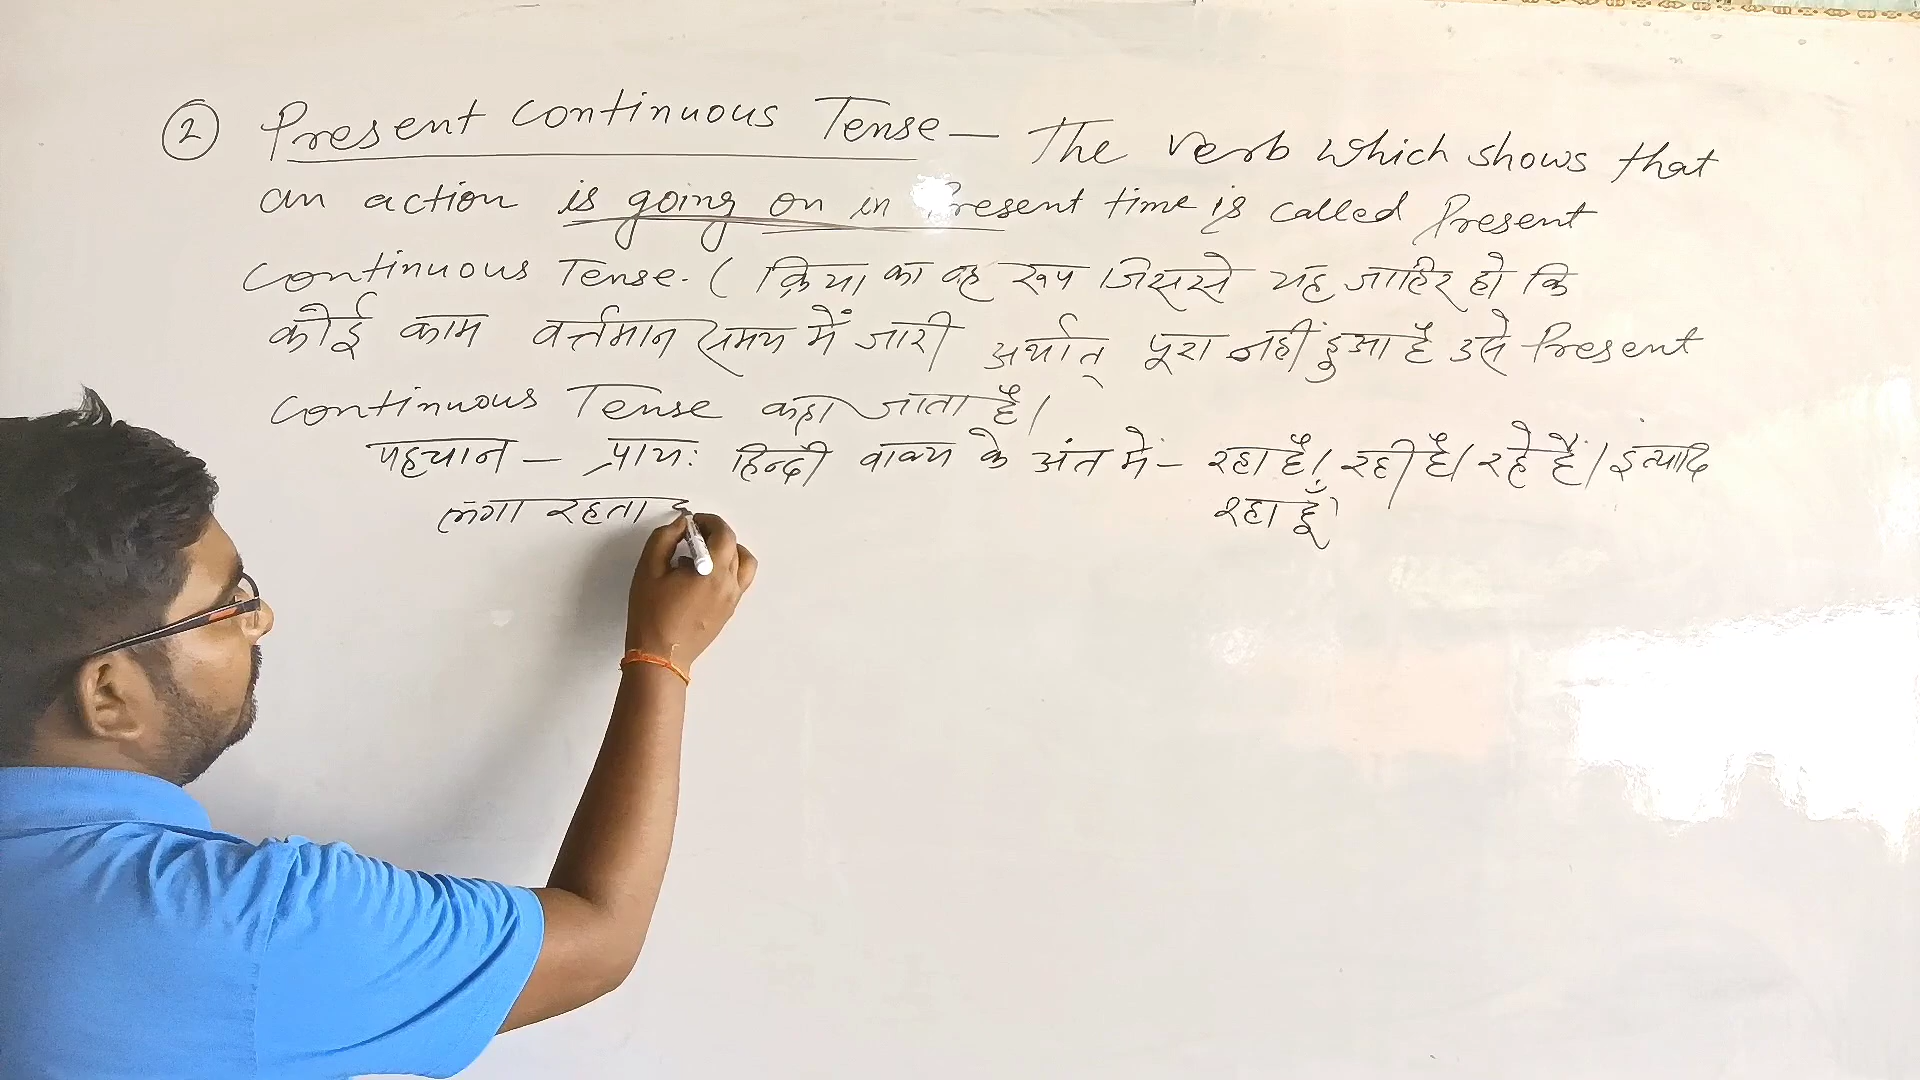 ② Present Continuous Tense — The verb which shows that
an action is going on in Present time is called Present
Continuous Tense. ( क्रिया का वह रूप जिससे यह जाहिर हो कि
कोई काम वर्त्तमान समय में जारी अर्थात् पूरा नहीं हुआ है उसे Present
Continuous Tense कहा जाता है।
पहचान – प्रायः हिन्दी वाक्य के अंत में – रहा है। रही है। रहे हैं। इत्यादि
लगा रहता
रहा हूँ